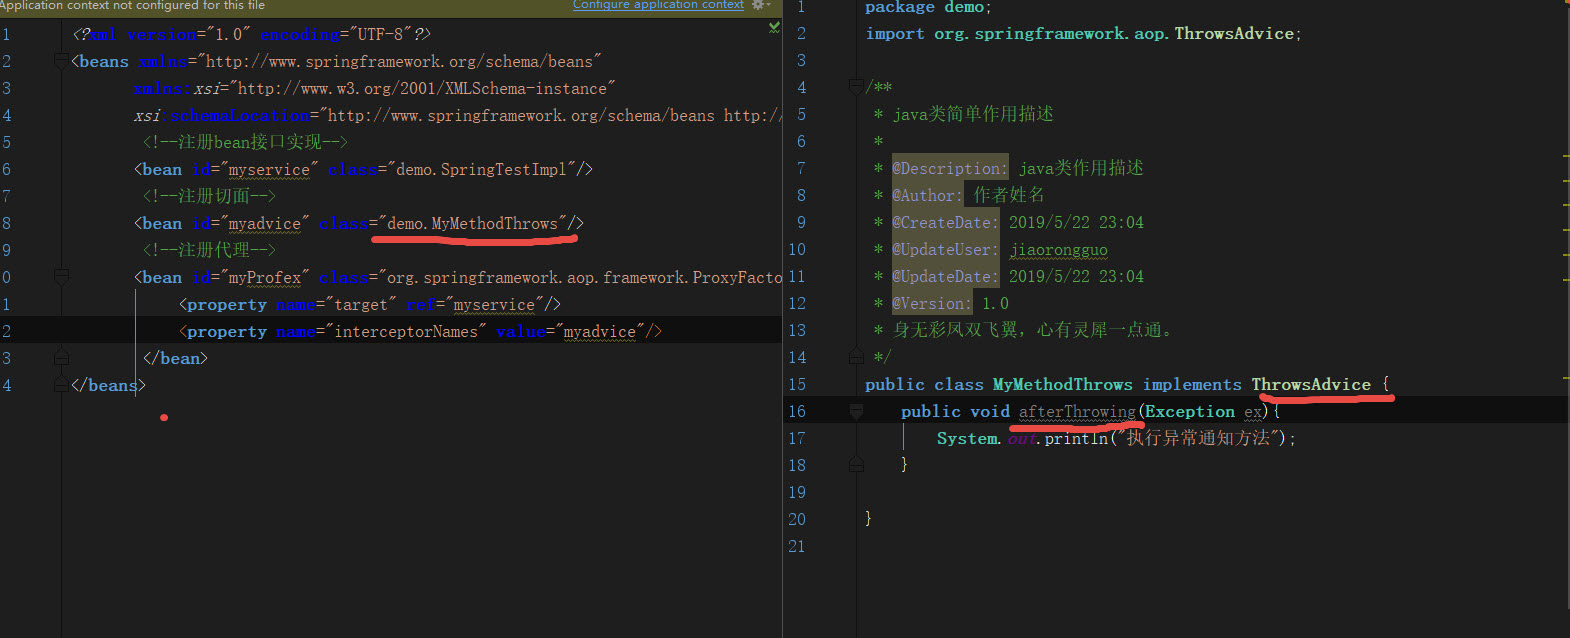 Application context not configured for this file
Configure application context
1 <?xml version="1.0" encoding="UTF-8"?>
2 <beans xmlns="http://www.springframework.org/schema/beans"
3 xmlns:xsi="http://www.w3.org/2001/XMLSchema-instance"
4 xsi:schemaLocation="http://www.springframework.org/schema/beans http://
5 <!--注册bean接口实现-->
6 <bean id="myservice" class="demo.SpringTestImpl"/>
7 <!--注册切面-->
8 <bean id="myadvice" class="demo.MyMethodThrows"/>
9 <!--注册代理-->
0 <bean id="myProfex" class="org.springframework.aop.framework.ProxyFacto
1 <property name="target" ref="myservice"/>
2 <property name="interceptorNames" value="myadvice"/>
3 </bean>
4 </beans>
1 package demo;
2 import org.springframework.aop.ThrowsAdvice;
3
4 /**
5 * java类简单作用描述
6 *
7 * @Description: java类作用描述
8 * @Author: 作者姓名
9 * @CreateDate: 2019/5/22 23:04
10 * @UpdateUser: jiaorongguo
11 * @UpdateDate: 2019/5/22 23:04
12 * @Version: 1.0
13 * 身无彩凤双飞翼，心有灵犀一点通。
14 */
15 public class MyMethodThrows implements ThrowsAdvice {
16 public void afterThrowing(Exception ex){
17 System.out.println("执行异常通知方法");
18 }
19
20 }
21